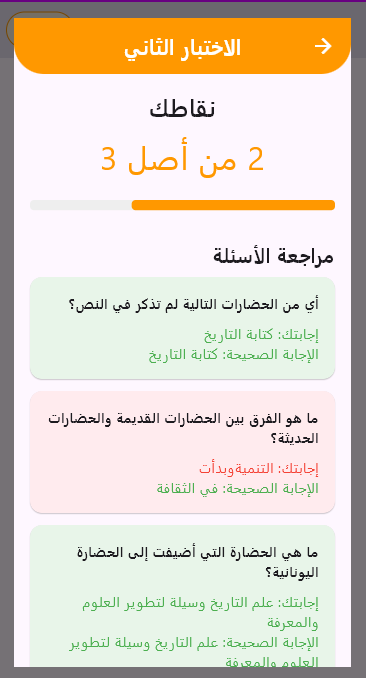 الاختبار الثاني
نقاطك
2 من أصل 3
مراجعة الأسئلة
أي من الحضارات التالية لم تذكر في النص؟
إجابتك: كتابة التاريخ
الإجابة الصحيحة: كتابة التاريخ
ما هو الفرق بين الحضارات القديمة والحضارات
الحديثة؟
إجابتك: التنميةوبدأت
الإجابة الصحيحة: في الثقافة
ما هي الحضارة التي أضيفت إلى الحضارة
اليونانية؟
إجابتك: علم التاريخ وسيلة لتطوير العلوم
والمعرفة
الإجابة الصحيحة: علم التاريخ وسيلة لتطوير
العلوم والمعرفة